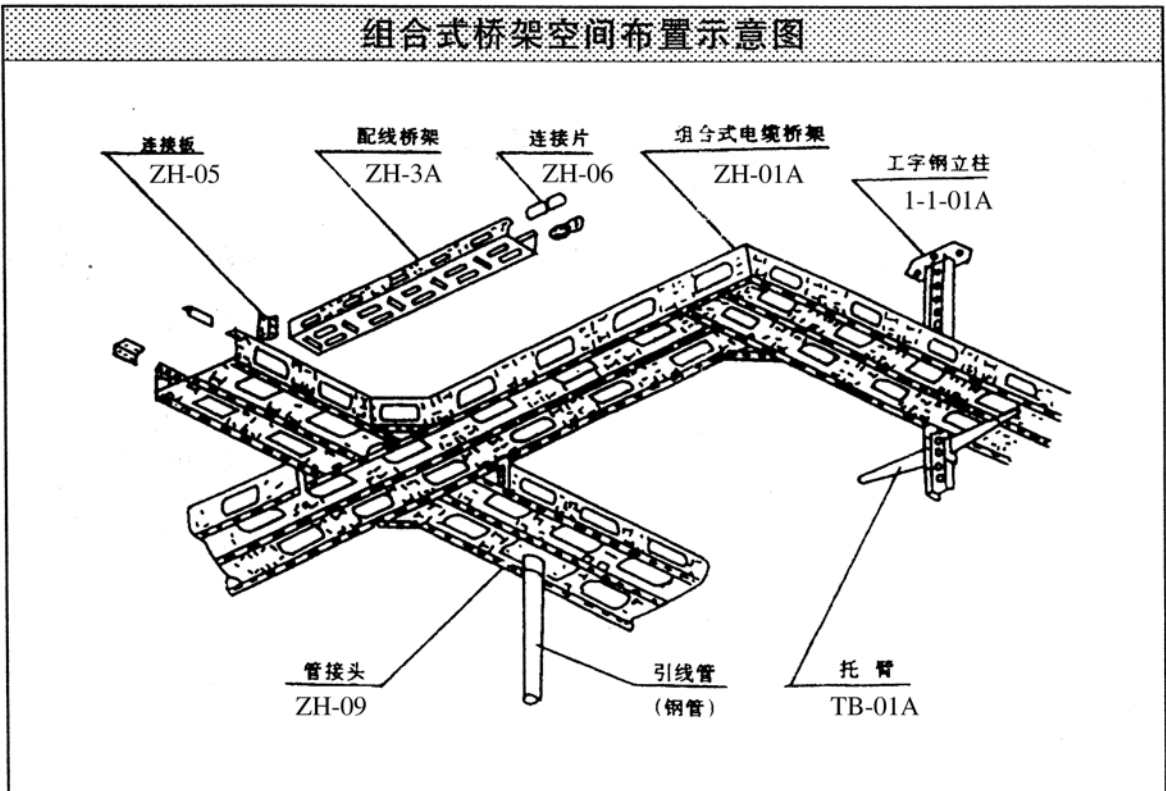 组合式桥架空间布置示意图
连接板
ZH-05
配线桥架
ZH-3A
连接片
ZH-06
组合式电缆桥架
ZH-01A
工字钢立柱
1-1-01A
管接头
ZH-09
引线管
(钢管)
托 臂
TB-01A